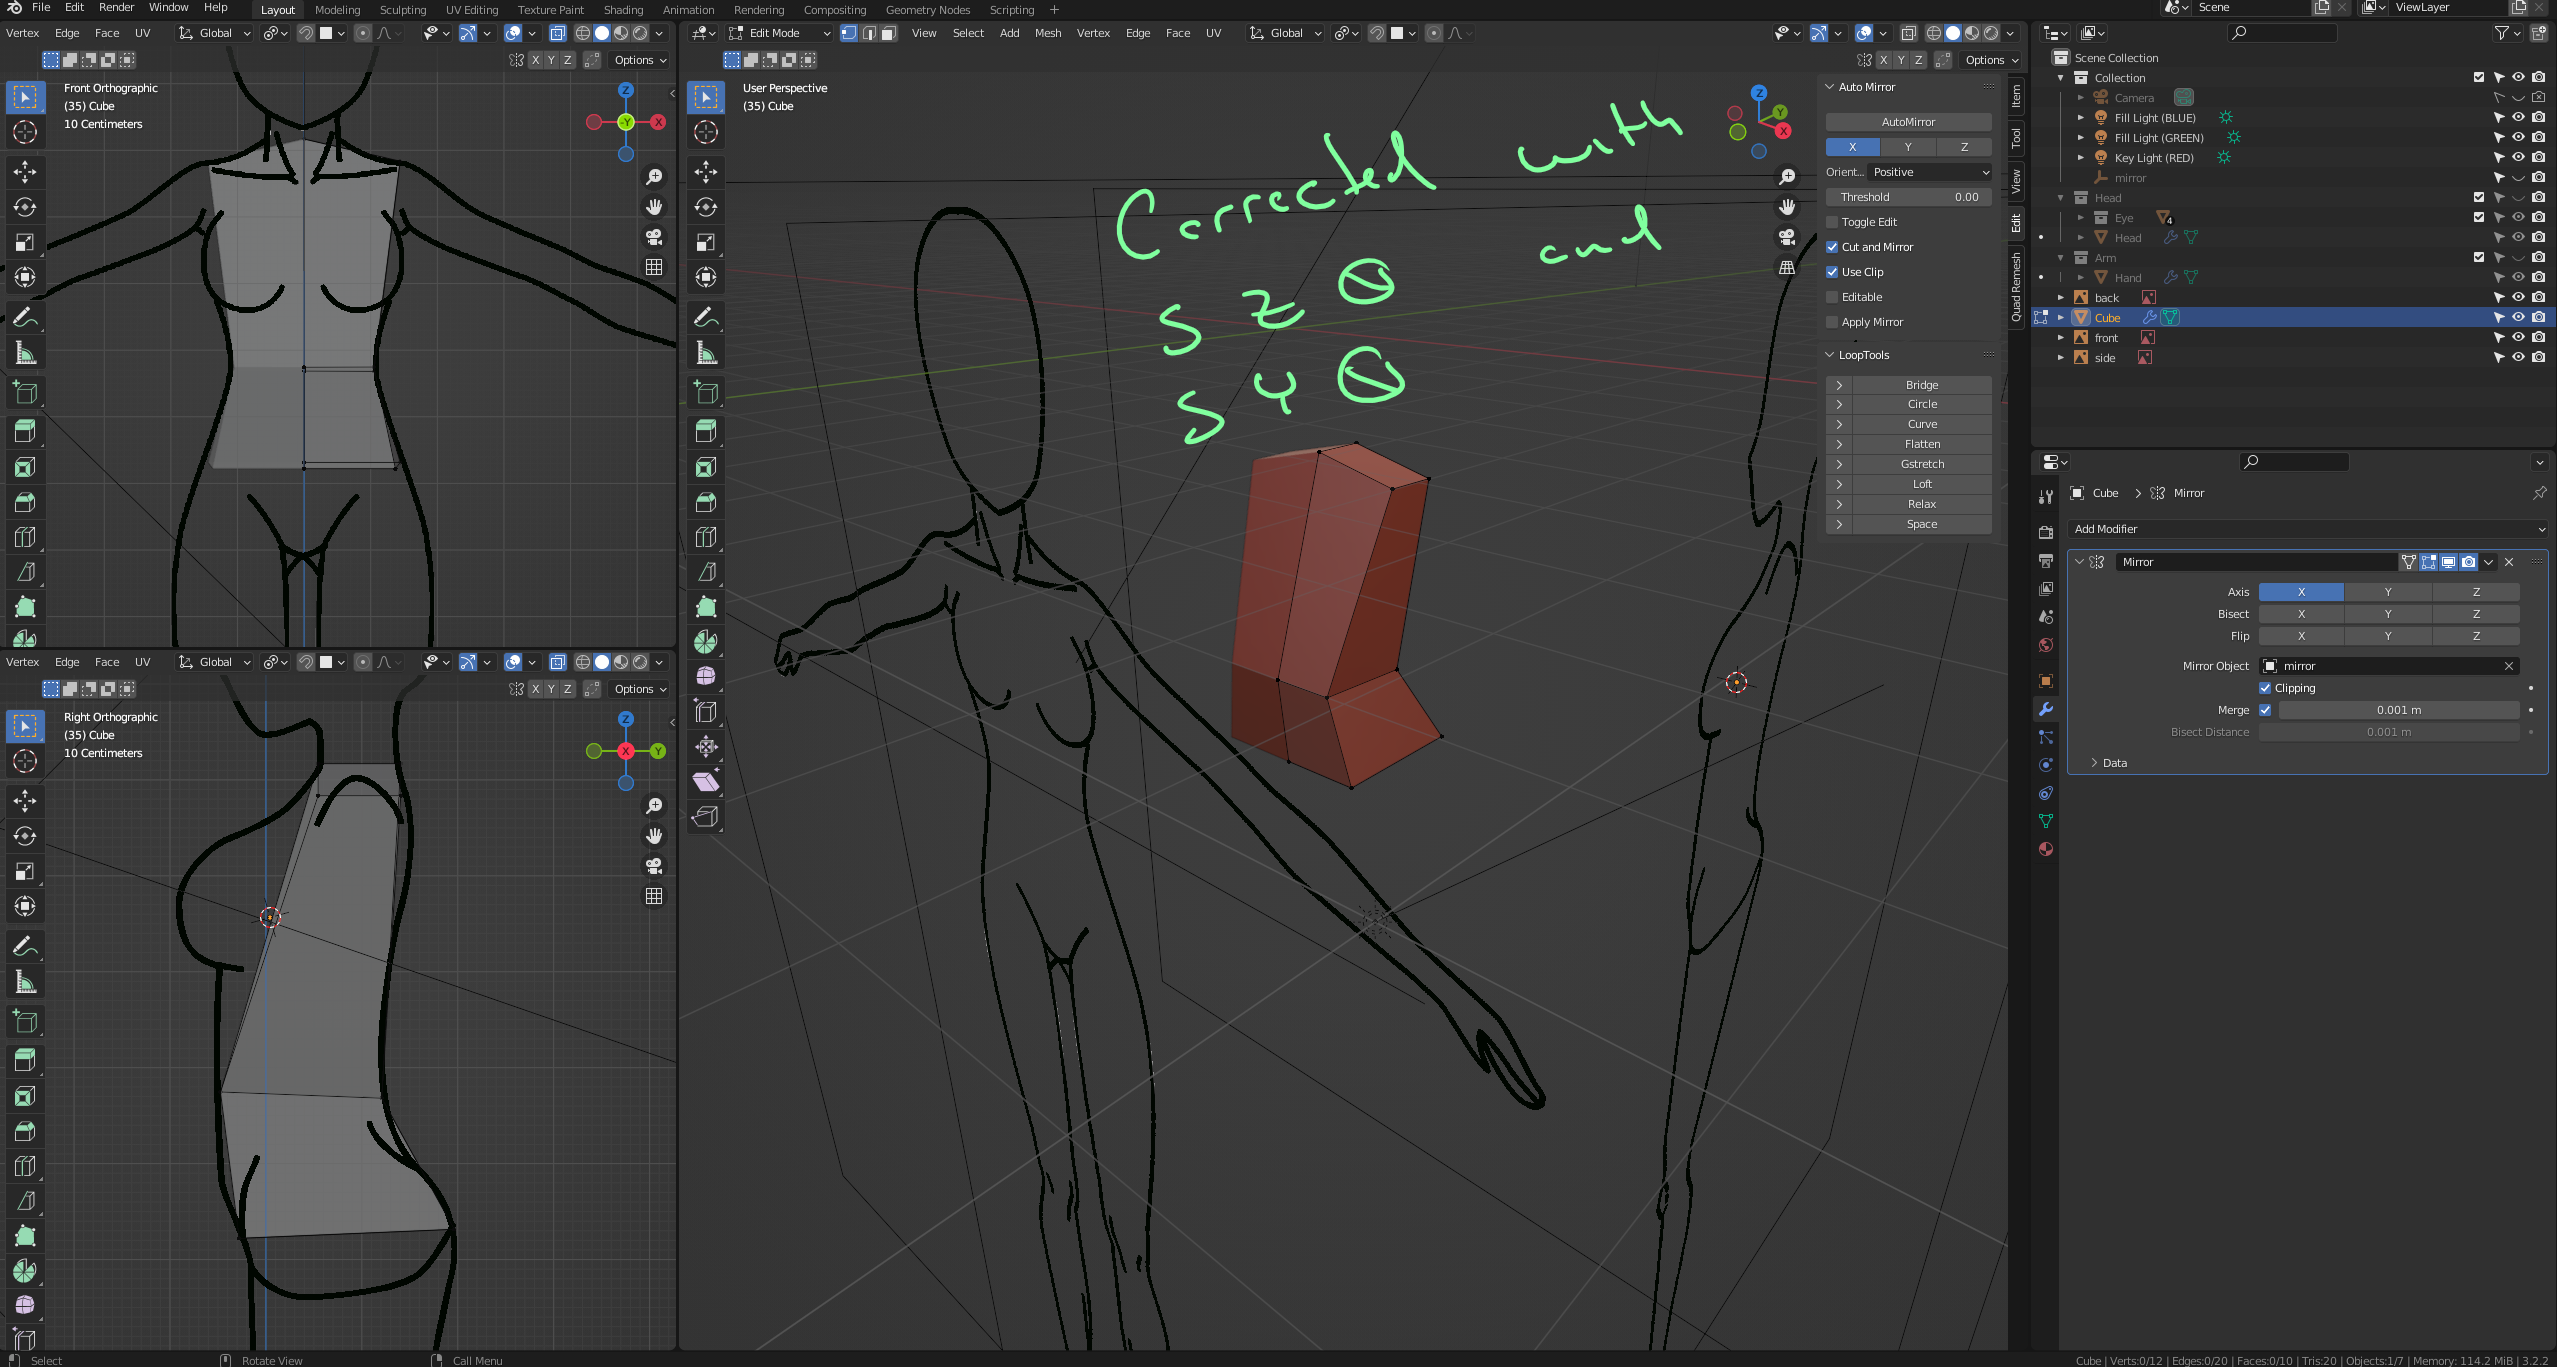 File Edit Render Window Help
Layout Modeling Sculpting UV Editing Texture Paint Shading Animation Rendering Compositing Geometry Nodes Scripting +
Scene
ViewLayer
Vertex Edge Face UV
Global
X Y Z
Options
Front Orthographic
(35) Cube
10 Centimeters
Z
-Y
X
Vertex Edge Face UV
Global
X Y Z
Options
Right Orthographic
(35) Cube
10 Centimeters
Z
X
Y
Edit Mode
View Select Add Mesh Vertex Edge Face UV
Global
X Y Z
Options
User Perspective
(35) Cube
Z
Y
X
Corrected with
S Z 0 and
S Y 0
Auto Mirror
AutoMirror
X Y Z
Orient... Positive
Threshold 0.00
Toggle Edit
Cut and Mirror
Use Clip
Editable
Apply Mirror
LoopTools
Bridge
Circle
Curve
Flatten
Gstretch
Loft
Relax
Space
Item
Tool
View
Edit
Quad Remesh
Scene Collection
Collection
Camera
Fill Light (BLUE)
Fill Light (GREEN)
Key Light (RED)
mirror
Head
Eye 4
Head
Arm
Hand
back
Cube
front
side
Cube > Mirror
Add Modifier
Mirror
Axis X Y Z
Bisect X Y Z
Flip X Y Z
Mirror Object mirror
Clipping
Merge 0.001 m
Bisect Distance 0.001 m
Data
Select
Rotate View
Call Menu
Cube | Verts:0/12 | Edges:0/20 | Faces:0/10 | Tris:20 | Objects:1/7 | Memory: 114.2 MiB | 3.2.2